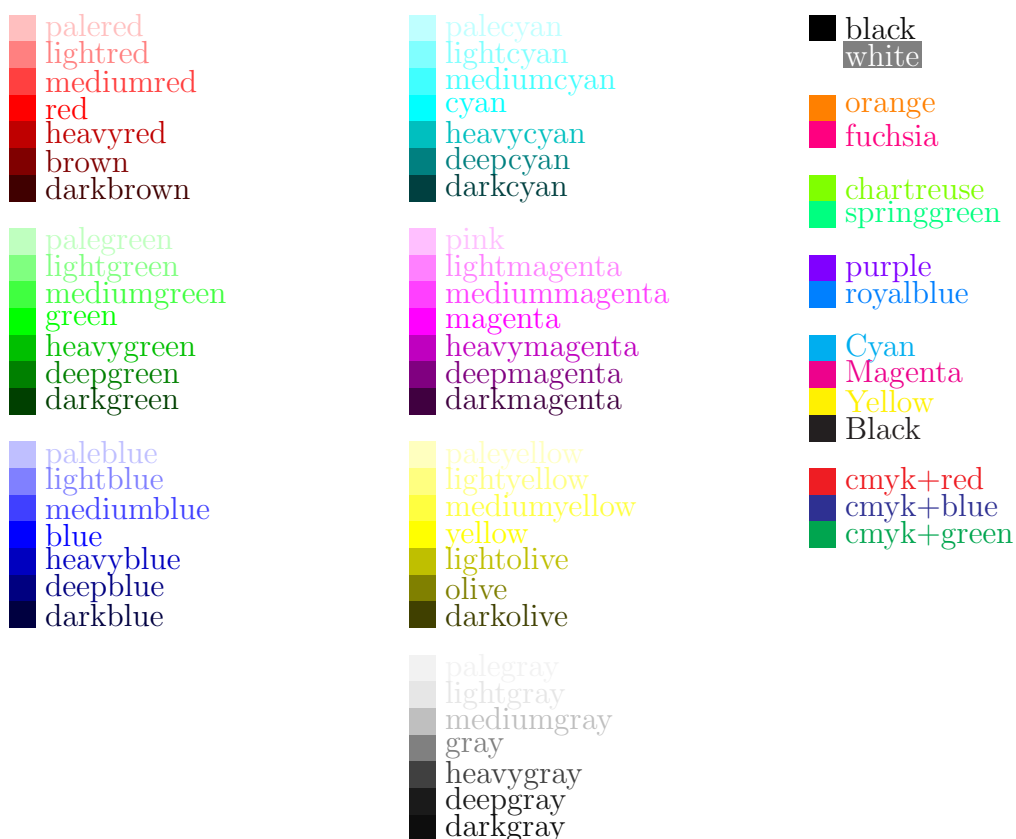 palered
lightred
mediumred
red
heavyred
brown
darkbrown
palegreen
lightgreen
mediumgreen
green
heavygreen
deepgreen
darkgreen
paleblue
lightblue
mediumblue
blue
heavyblue
deepblue
darkblue
palecyan
lightcyan
mediumcyan
cyan
heavycyan
deepcyan
darkcyan
pink
lightmagenta
mediummagenta
magenta
heavymagenta
deepmagenta
darkmagenta
paleyellow
lightyellow
mediumyellow
yellow
lightolive
olive
darkolive
palegray
lightgray
mediumgray
gray
heavygray
deepgray
darkgray
black
white
orange
fuchsia
chartreuse
springgreen
purple
royalblue
Cyan
Magenta
Yellow
Black
cmyk+red
cmyk+blue
cmyk+green